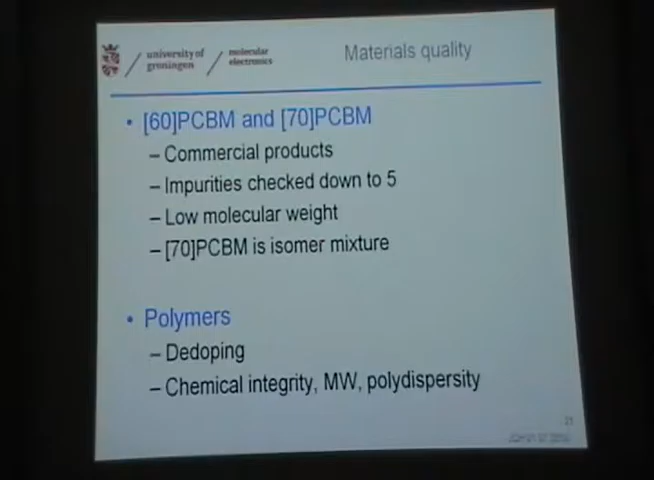 university of
groningen
molecular
electronics
Materials quality
• [60]PCBM and [70]PCBM
– Commercial products
– Impurities checked down to 5
– Low molecular weight
– [70]PCBM is isomer mixture
• Polymers
– Dedoping
– Chemical integrity, MW, polydispersity